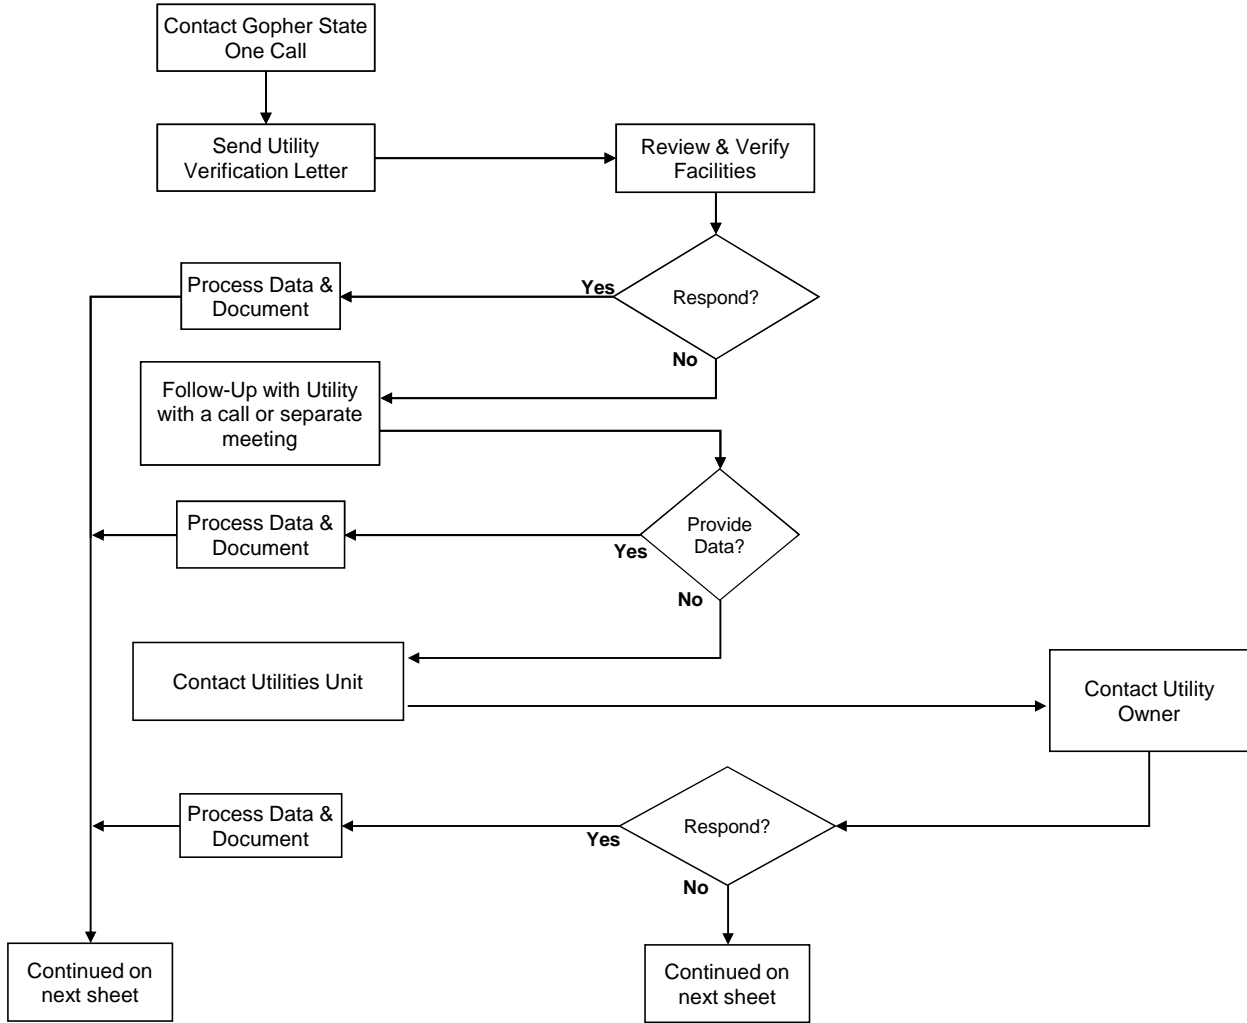 Contact Gopher State
One Call
Send Utility
Verification Letter
Review & Verify
Facilities
Process Data &
Document
Yes
Respond?
No
Follow-Up with Utility
with a call or separate
meeting
Process Data &
Document
Yes
Provide
Data?
No
Contact Utilities Unit
Contact Utility
Owner
Process Data &
Document
Yes
Respond?
No
Continued on
next sheet
Continued on
next sheet